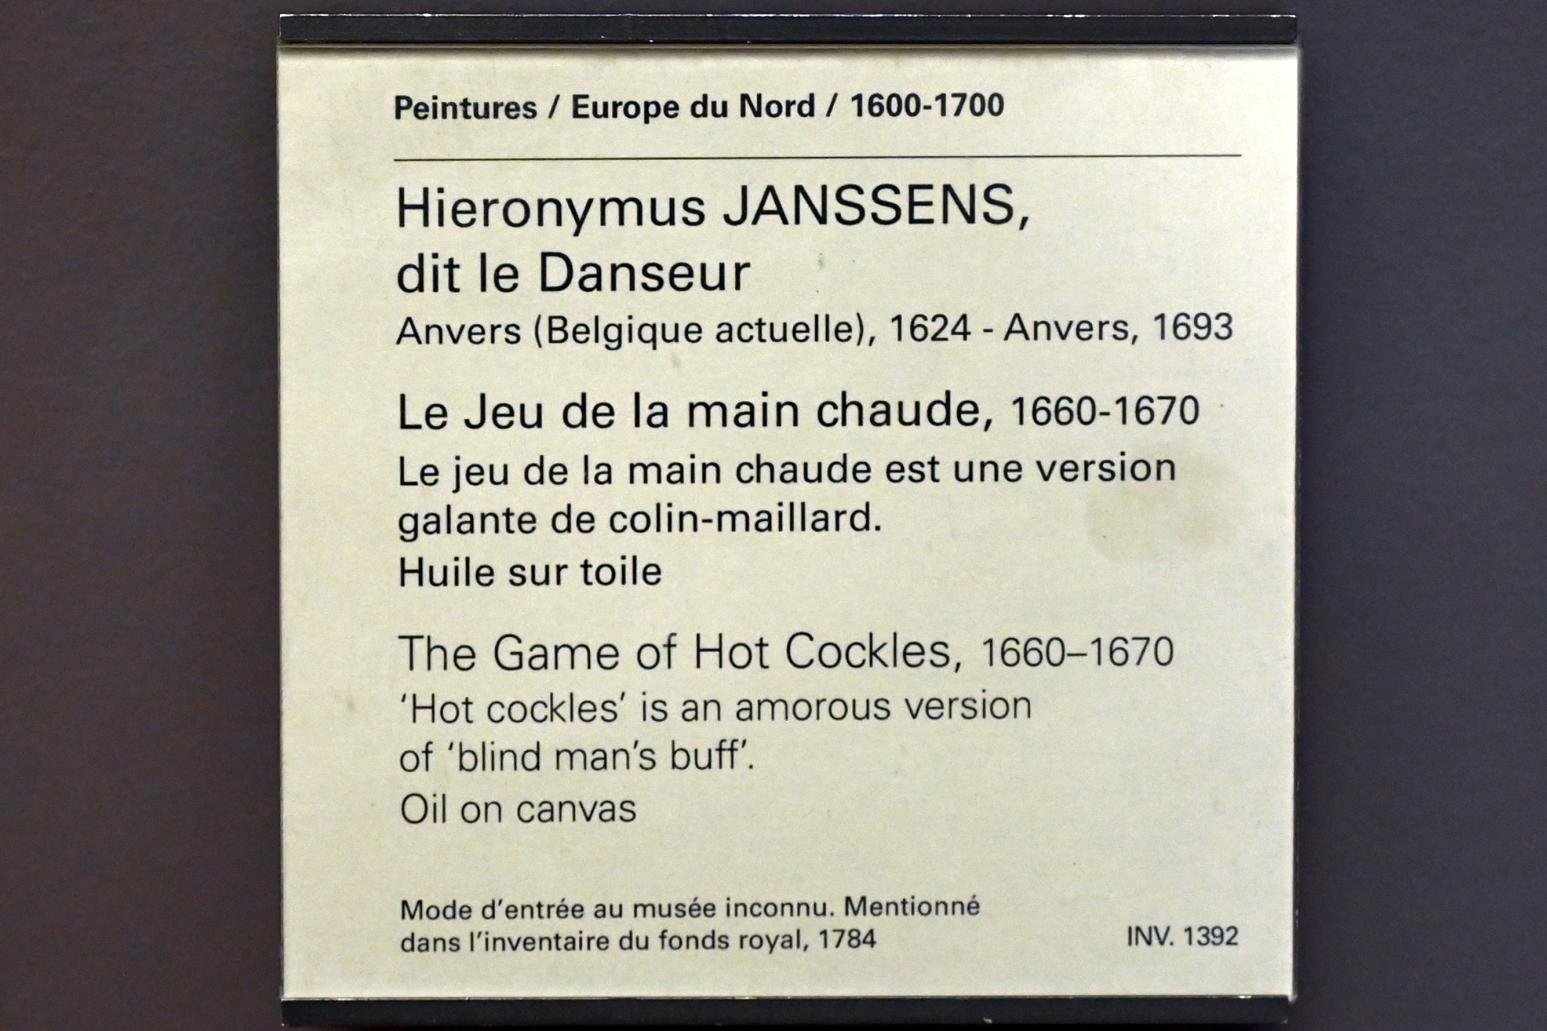 Peintures / Europe du Nord / 1600-1700
Hieronymus JANSSENS,
dit le Danseur
Anvers (Belgique actuelle), 1624 - Anvers, 1693
Le Jeu de la main chaude, 1660-1670
Le jeu de la main chaude est une version
galante de colin-maillard.
Huile sur toile
The Game of Hot Cockles, 1660–1670
‘Hot cockles’ is an amorous version
of ‘blind man’s buff’.
Oil on canvas
Mode d’entrée au musée inconnu. Mentionné
dans l’inventaire du fonds royal, 1784
INV. 1392